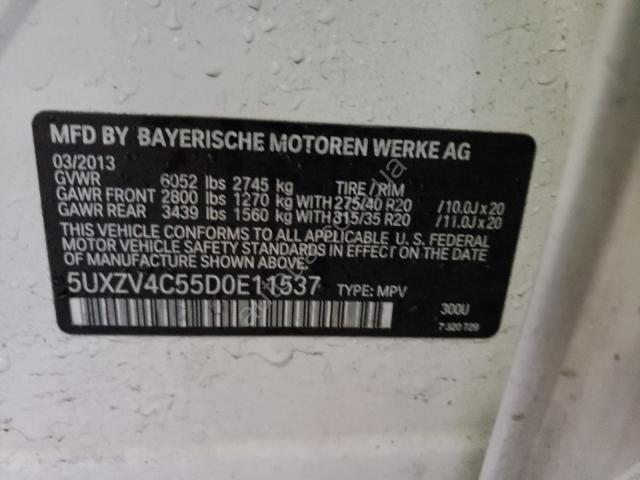 MFD BY BAYERISCHE MOTOREN WERKE AG
03/2013
GVWR 6052 lbs 2745 kg TIRE/RIM
GAWR FRONT 2800 lbs 1270 kg WITH 275/40 R20 /10.0J x 20
GAWR REAR 3439 lbs 1560 kg WITH 315/35 R20 /11.0J x 20
THIS VEHICLE CONFORMS TO ALL APPLICABLE U.S. FEDERAL
MOTOR VEHICLE SAFETY STANDARDS IN EFFECT ON THE DATE
OF MANUFACTURE SHOWN ABOVE.
5UXZV4C55D0E11537 TYPE: MPV
300U
7 320 729